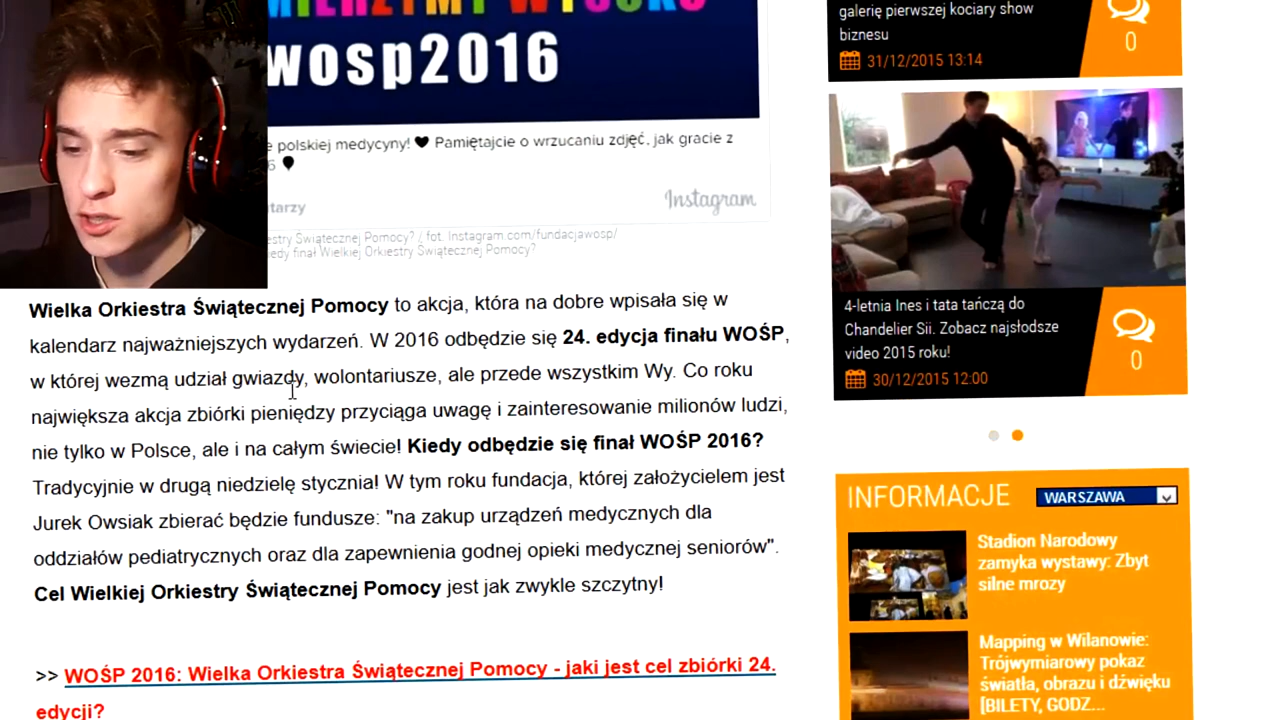 MIERZYMY WYSOKO
wosp2016
e polskiej medycyny! Pamiętajcie o wrzucaniu zdjęć, jak gracie z
6
tarzy
Instagram
estry Świątecznej Pomocy? / fot. Instagram.com/fundacjawosp/
iedy finał Wielkiej Orkiestry Świątecznej Pomocy?
Wielka Orkiestra Świątecznej Pomocy to akcja, która na dobre wpisała się w
kalendarz najważniejszych wydarzeń. W 2016 odbędzie się 24. edycja finału WOŚP,
w której wezmą udział gwiazdy, wolontariusze, ale przede wszystkim Wy. Co roku
największa akcja zbiórki pieniędzy przyciąga uwagę i zainteresowanie milionów ludzi,
nie tylko w Polsce, ale i na całym świecie! Kiedy odbędzie się finał WOŚP 2016?
Tradycyjnie w drugą niedzielę stycznia! W tym roku fundacja, której założycielem jest
Jurek Owsiak zbierać będzie fundusze: "na zakup urządzeń medycznych dla
oddziałów pediatrycznych oraz dla zapewnienia godnej opieki medycznej seniorów".
Cel Wielkiej Orkiestry Świątecznej Pomocy jest jak zwykle szczytny!
>> WOŚP 2016: Wielka Orkiestra Świątecznej Pomocy - jaki jest cel zbiórki 24.
edycji?
galerię pierwszej kociary show
biznesu
31/12/2015 13:14
0
4-letnia Ines i tata tańczą do
Chandelier Sii. Zobacz najsłodsze
video 2015 roku!
30/12/2015 12:00
0
INFORMACJE
WARSZAWA
Stadion Narodowy
zamyka wystawy: Zbyt
silne mrozy
Mapping w Wilanowie:
Trójwymiarowy pokaz
światła, obrazu i dźwięku
[BILETY, GODZ...